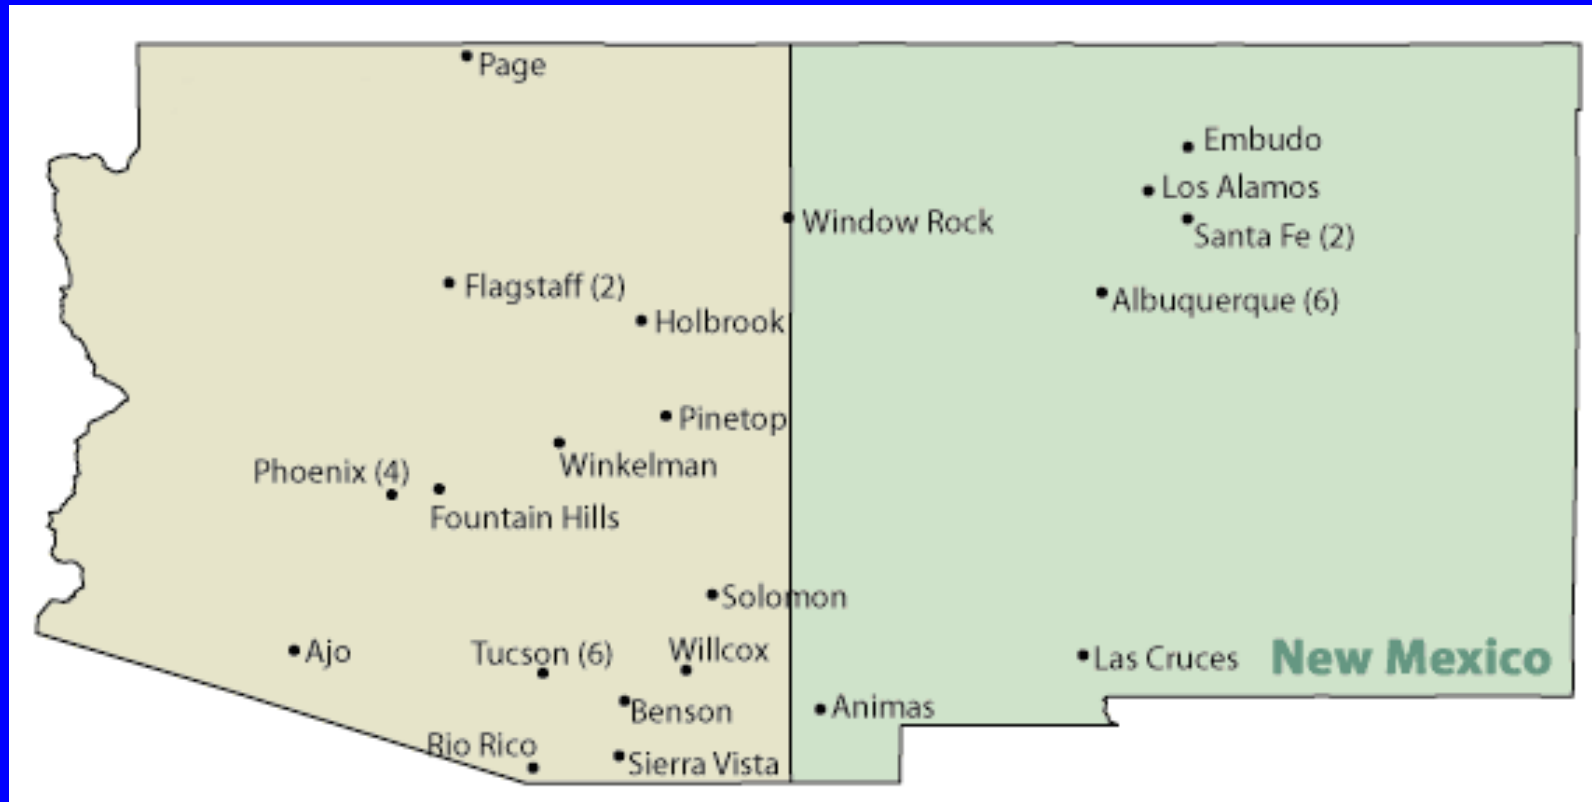 Page
Embudo
Los Alamos
Window Rock
Santa Fe (2)
Flagstaff (2)
Albuquerque (6)
Holbrook
Pinetop
Winkelman
Phoenix (4)
Fountain Hills
Solomon
Ajo
Tucson (6)
Willcox
Las Cruces
New Mexico
Benson
Animas
Rio Rico
Sierra Vista